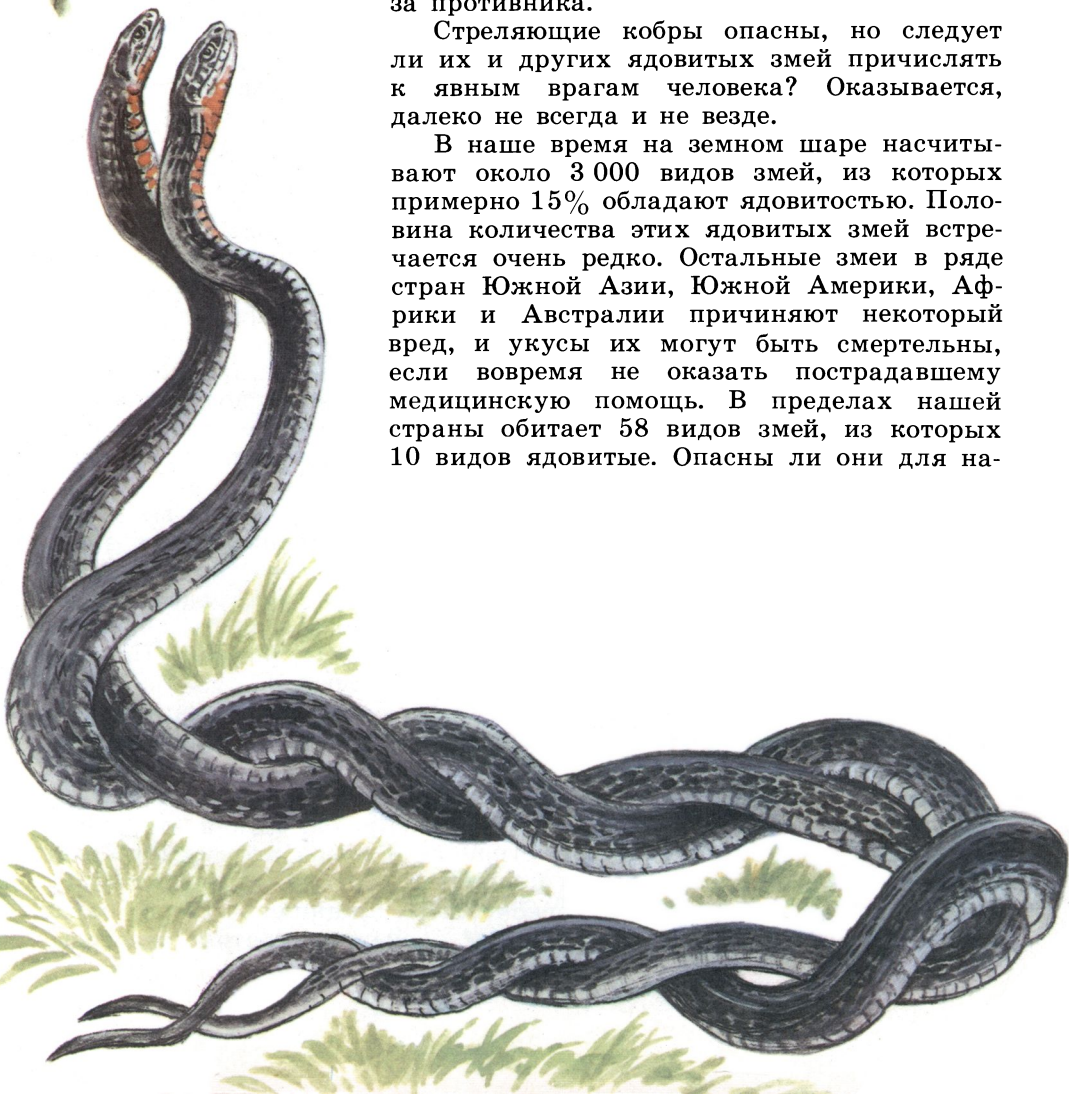 за противника.
Стреляющие кобры опасны, но следует
ли их и других ядовитых змей причислять
к явным врагам человека? Оказывается,
далеко не всегда и не везде.
В наше время на земном шаре насчиты-
вают около 3 000 видов змей, из которых
примерно 15% обладают ядовитостью. Поло-
вина количества этих ядовитых змей встре-
чается очень редко. Остальные змеи в ряде
стран Южной Азии, Южной Америки, Аф-
рики и Австралии причиняют некоторый
вред, и укусы их могут быть смертельны,
если вовремя не оказать пострадавшему
медицинскую помощь. В пределах нашей
страны обитает 58 видов змей, из которых
10 видов ядовитые. Опасны ли они для на-